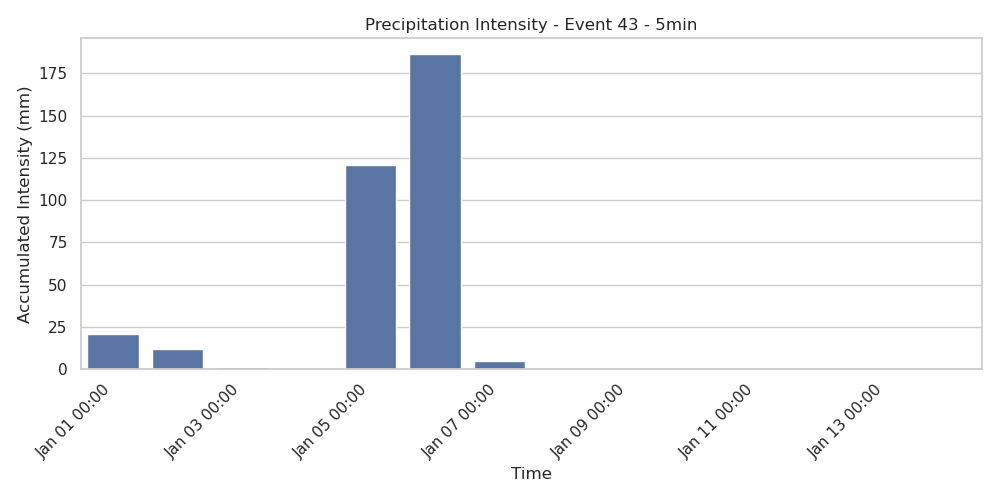 Precipitation Intensity - Event 43 - 5min
Accumulated Intensity (mm)
175
150
125
100
75
50
25
0
Jan 01 00:00
Jan 03 00:00
Jan 05 00:00
Jan 07 00:00
Jan 09 00:00
Jan 11 00:00
Jan 13 00:00
Time